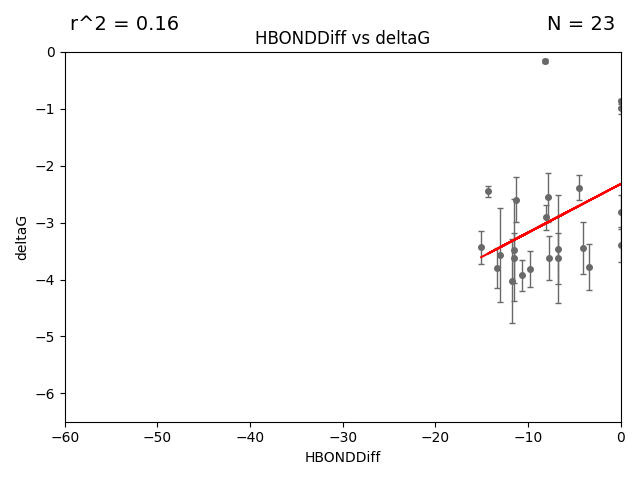 r^2 = 0.16
N = 23
HBONDDiff vs deltaG
0
−1
−2
−3
−4
−5
−6
deltaG
−60
−50
−40
−30
−20
−10
0
HBONDDiff